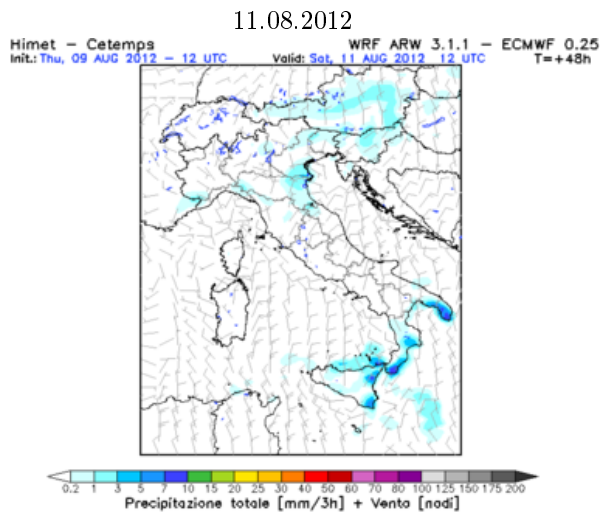 11.08.2012
Himet - Cetemps WRF ARW 3.1.1 - ECMWF 0.25
Init.: Thu, 09 AUG 2012 - 12 UTC Valid: Sat, 11 AUG 2012 12 UTC T=+48h
0.2 1 3 5 7 10 15 20 25 30 40 50 60 70 80 100 125 150 175 200
Precipitazione totale [mm/3h] + Vento [nodi]